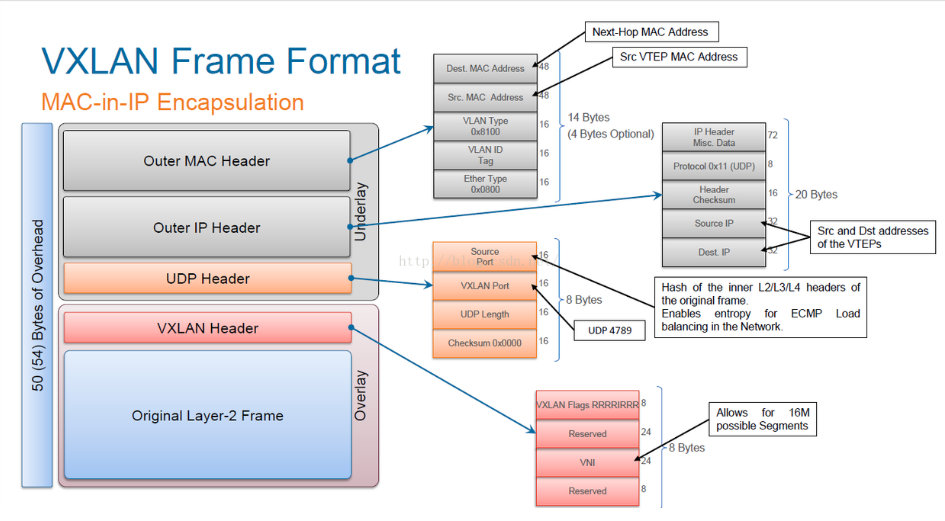 VXLAN Frame Format
MAC-in-IP Encapsulation
50 (54) Bytes of Overhead
Outer MAC Header
Outer IP Header
UDP Header
Underlay
VXLAN Header
Original Layer-2 Frame
Overlay
Next-Hop MAC Address
Src VTEP MAC Address
Dest. MAC Address
48
Src. MAC Address
48
VLAN Type
0x8100
16
VLAN ID
Tag
16
Ether Type
0x0800
16
14 Bytes
(4 Bytes Optional)
IP Header
Misc. Data
72
Protocol 0x11 (UDP)
8
Header
Checksum
16
Source IP
32
Dest. IP
32
20 Bytes
Src and Dst addresses
of the VTEPs
Source
Port
16
VXLAN Port
16
UDP Length
16
Checksum 0x0000
16
8 Bytes
Hash of the inner L2/L3/L4 headers of
the original frame.
Enables entropy for ECMP Load
balancing in the Network.
UDP 4789
VXLAN Flags RRRRIRRR
8
Reserved
24
VNI
24
Reserved
8
8 Bytes
Allows for 16M
possible Segments